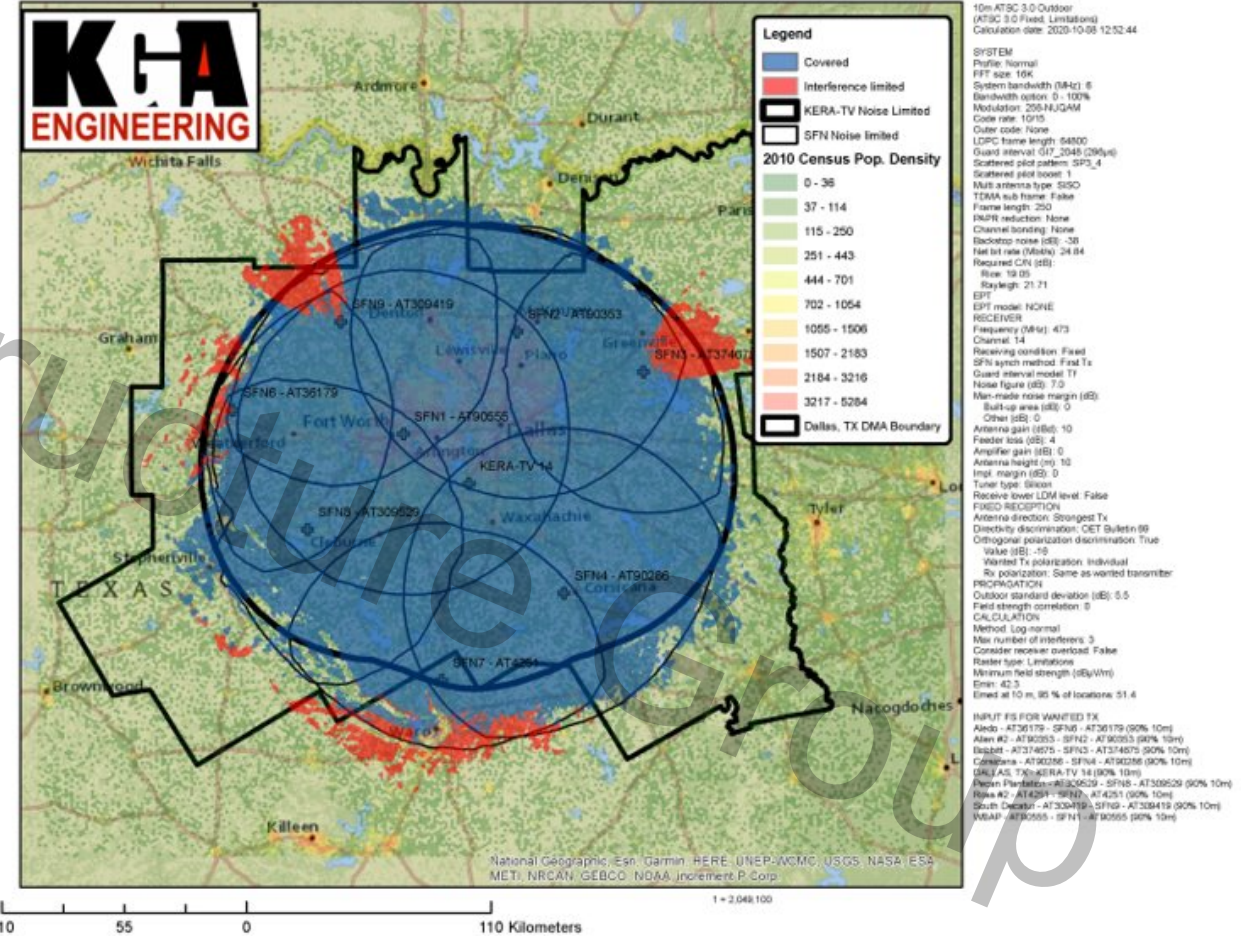 KGA
ENGINEERING
Ardmore
Durant
Wichita Falls
Denison
Paris
Legend
Covered
Interference limited
KERA-TV Noise Limited
SFN Noise limited
2010 Census Pop. Density
0 - 36
37 - 114
115 - 250
251 - 443
444 - 701
702 - 1054
1055 - 1506
1507 - 2183
2184 - 3216
3217 - 5284
Dallas, TX DMA Boundary
SFN9 - AT309419
Denton
SFN2 - AT90353
Graham
Lewisville
Plano
Greenville
SFN3 - AT37467
SFN6 - AT36179
Fort Worth
SFN1 - AT90555
Dallas
Weatherford
Arlington
KERA-TV 14
SFN8 - AT309529
Waxahachie
Cleburne
Tyler
Stephenville
TEXAS
SFN4 - AT90286
Corsicana
SFN7 - AT4251
Brownwood
Waco
Nacogdoches
Killeen
National Geographic, Esri, Garmin, HERE, UNEP-WCMC, USGS, NASA, ESA,
METI, NRCAN, GEBCO, NOAA, increment P Corp.
1 = 2,049,100
10 55 0 110 Kilometers
10m ATSC 3.0 Outdoor
(ATSC 3.0 Fixed, Limitations)
Calculation date: 2020-10-08 12:52:44
SYSTEM
Profile: Normal
FFT size: 16K
System bandwidth (MHz): 6
Bandwidth option: 0 - 100%
Modulation: 256-NUQAM
Code rate: 10/15
Outer code: None
LDPC frame length: 64800
Guard interval: GI7_2048 (296µs)
Scattered pilot pattern: SP3_4
Scattered pilot boost: 1
Multi antenna type: SISO
TDMA sub frame: False
Frame length: 250
PAPR reduction: None
Channel bonding: None
Backstop noise (dB): -38
Net bit rate (Mbit/s): 24.84
Required C/N (dB):
Rice: 19.05
Rayleigh: 21.71
EPT
EPT model: NONE
RECEIVER
Frequency (MHz): 473
Channel: 14
Receiving condition: Fixed
SFN synch method: First Tx
Guard interval model: Tf
Noise figure (dB): 7.0
Man-made noise margin (dB):
Built-up area (dB): 0
Other (dB): 0
Antenna gain (dBd): 10
Feeder loss (dB): 4
Amplifier gain (dB): 0
Antenna height (m): 10
Impl. margin (dB): 0
Tuner type: Silicon
Receive lower LDM level: False
FIXED RECEPTION
Antenna direction: Strongest Tx
Directivity discrimination: OET Bulletin 69
Orthogonal polarization discrimination: True
Value (dB): -16
Wanted Tx polarization: Individual
Rx polarization: Same as wanted transmitter
PROPAGATION
Outdoor standard deviation (dB): 5.5
Field strength correlation: 0
CALCULATION
Method: Log-normal
Max number of interferers: 3
Consider receiver overload: False
Raster type: Limitations
Minimum field strength (dBµV/m)
Emin: 42.3
Emed at 10 m, 95 % of locations: 51.4
INPUT FS FOR WANTED TX
Aledo - AT36179 - SFN6 - AT36179 (90% 10m)
Allen #2 - AT90353 - SFN2 - AT90353 (90% 10m)
Bobbitt - AT374675 - SFN3 - AT374675 (90% 10m)
Corsicana - AT90286 - SFN4 - AT90286 (90% 10m)
DALLAS, TX - KERA-TV 14 (90% 10m)
Pecan Plantation - AT309529 - SFN8 - AT309529 (90% 10m)
Ross #2 - AT4251 - SFN7 - AT4251 (90% 10m)
South Decatur - AT309419 - SFN9 - AT309419 (90% 10m)
WBAP - AT90555 - SFN1 - AT90555 (90% 10m)
ructure Group